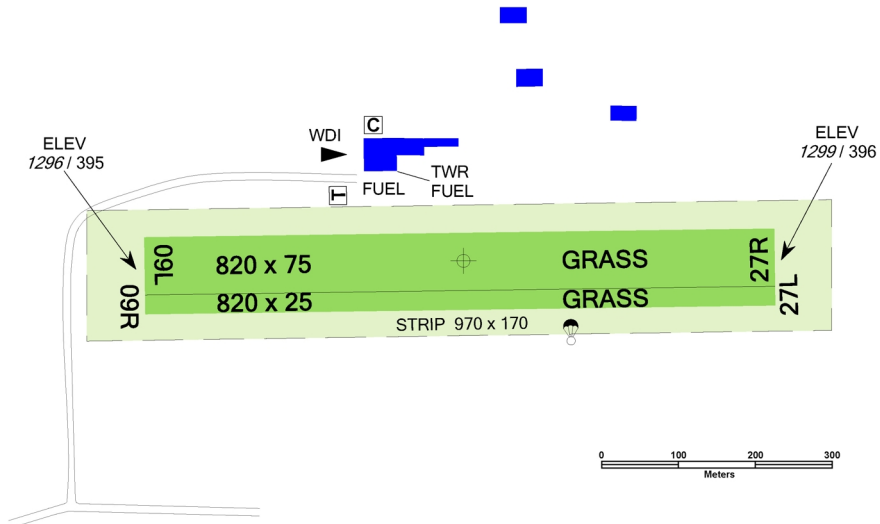 C
WDI
ELEV
1296 / 395
ELEV
1299 / 396
TWR
FUEL
FUEL
T
09L
820 x 75
GRASS
27R
09R
820 x 25
GRASS
27L
STRIP 970 x 170
0 100 200 300
Meters